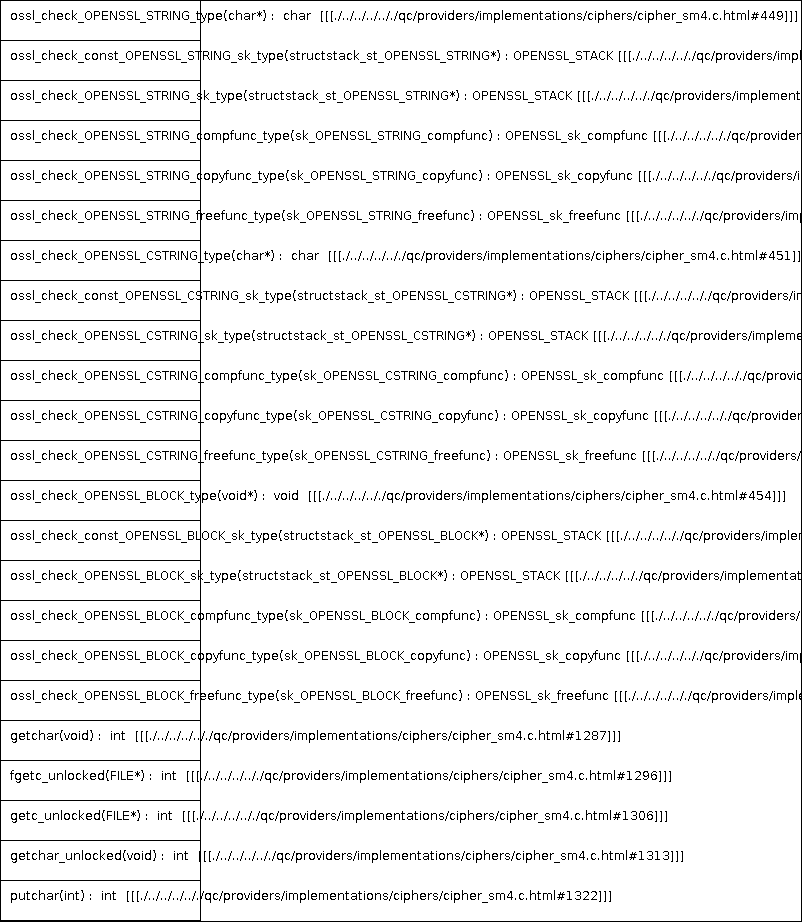 ossl_check_OPENSSL_STRING_type(char*) :  char  [[[./../../../../../qc/providers/implementations/ciphers/cipher_sm4.c.html#449]]]
ossl_check_const_OPENSSL_STRING_sk_type(structstack_st_OPENSSL_STRING*) : OPENSSL_STACK [[[./../../../../../qc/providers/impl
ossl_check_OPENSSL_STRING_sk_type(structstack_st_OPENSSL_STRING*) : OPENSSL_STACK [[[./../../../../../qc/providers/implement
ossl_check_OPENSSL_STRING_compfunc_type(sk_OPENSSL_STRING_compfunc) : OPENSSL_sk_compfunc [[[./../../../../../qc/provider
ossl_check_OPENSSL_STRING_copyfunc_type(sk_OPENSSL_STRING_copyfunc) : OPENSSL_sk_copyfunc [[[./../../../../../qc/providers/i
ossl_check_OPENSSL_STRING_freefunc_type(sk_OPENSSL_STRING_freefunc) : OPENSSL_sk_freefunc [[[./../../../../../qc/providers/im
ossl_check_OPENSSL_CSTRING_type(char*) :  char  [[[./../../../../../qc/providers/implementations/ciphers/cipher_sm4.c.html#451]]
ossl_check_const_OPENSSL_CSTRING_sk_type(structstack_st_OPENSSL_CSTRING*) : OPENSSL_STACK [[[./../../../../../qc/providers/i
ossl_check_OPENSSL_CSTRING_sk_type(structstack_st_OPENSSL_CSTRING*) : OPENSSL_STACK [[[./../../../../../qc/providers/impleme
ossl_check_OPENSSL_CSTRING_compfunc_type(sk_OPENSSL_CSTRING_compfunc) : OPENSSL_sk_compfunc [[[./../../../../../qc/provid
ossl_check_OPENSSL_CSTRING_copyfunc_type(sk_OPENSSL_CSTRING_copyfunc) : OPENSSL_sk_copyfunc [[[./../../../../../qc/provider
ossl_check_OPENSSL_CSTRING_freefunc_type(sk_OPENSSL_CSTRING_freefunc) : OPENSSL_sk_freefunc [[[./../../../../../qc/providers/
ossl_check_OPENSSL_BLOCK_type(void*) :  void  [[[./../../../../../qc/providers/implementations/ciphers/cipher_sm4.c.html#454]]]
ossl_check_const_OPENSSL_BLOCK_sk_type(structstack_st_OPENSSL_BLOCK*) : OPENSSL_STACK [[[./../../../../../qc/providers/imple
ossl_check_OPENSSL_BLOCK_sk_type(structstack_st_OPENSSL_BLOCK*) : OPENSSL_STACK [[[./../../../../../qc/providers/implementat
ossl_check_OPENSSL_BLOCK_compfunc_type(sk_OPENSSL_BLOCK_compfunc) : OPENSSL_sk_compfunc [[[./../../../../../qc/providers/
ossl_check_OPENSSL_BLOCK_copyfunc_type(sk_OPENSSL_BLOCK_copyfunc) : OPENSSL_sk_copyfunc [[[./../../../../../qc/providers/im
ossl_check_OPENSSL_BLOCK_freefunc_type(sk_OPENSSL_BLOCK_freefunc) : OPENSSL_sk_freefunc [[[./../../../../../qc/providers/imple
getchar(void) :  int  [[[./../../../../../qc/providers/implementations/ciphers/cipher_sm4.c.html#1287]]]
fgetc_unlocked(FILE*) :  int  [[[./../../../../../qc/providers/implementations/ciphers/cipher_sm4.c.html#1296]]]
getc_unlocked(FILE*) :  int  [[[./../../../../../qc/providers/implementations/ciphers/cipher_sm4.c.html#1306]]]
getchar_unlocked(void) :  int  [[[./../../../../../qc/providers/implementations/ciphers/cipher_sm4.c.html#1313]]]
putchar(int) :  int  [[[./../../../../../qc/providers/implementations/ciphers/cipher_sm4.c.html#1322]]]